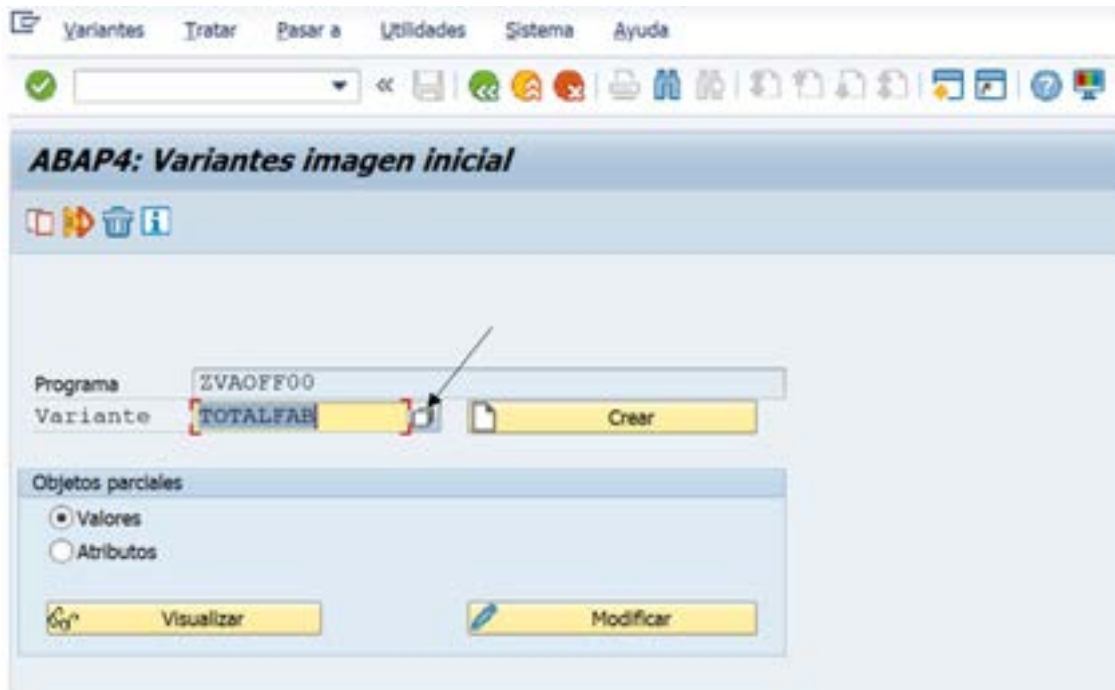 Variantes Tratar Pasar a Utilidades Sistema Ayuda
ABAP4: Variantes imagen inicial
Programa ZVAOFF00
Variante TOTALFAB Crear
Objetos parciales
Valores
Atributos
Visualizar Modificar